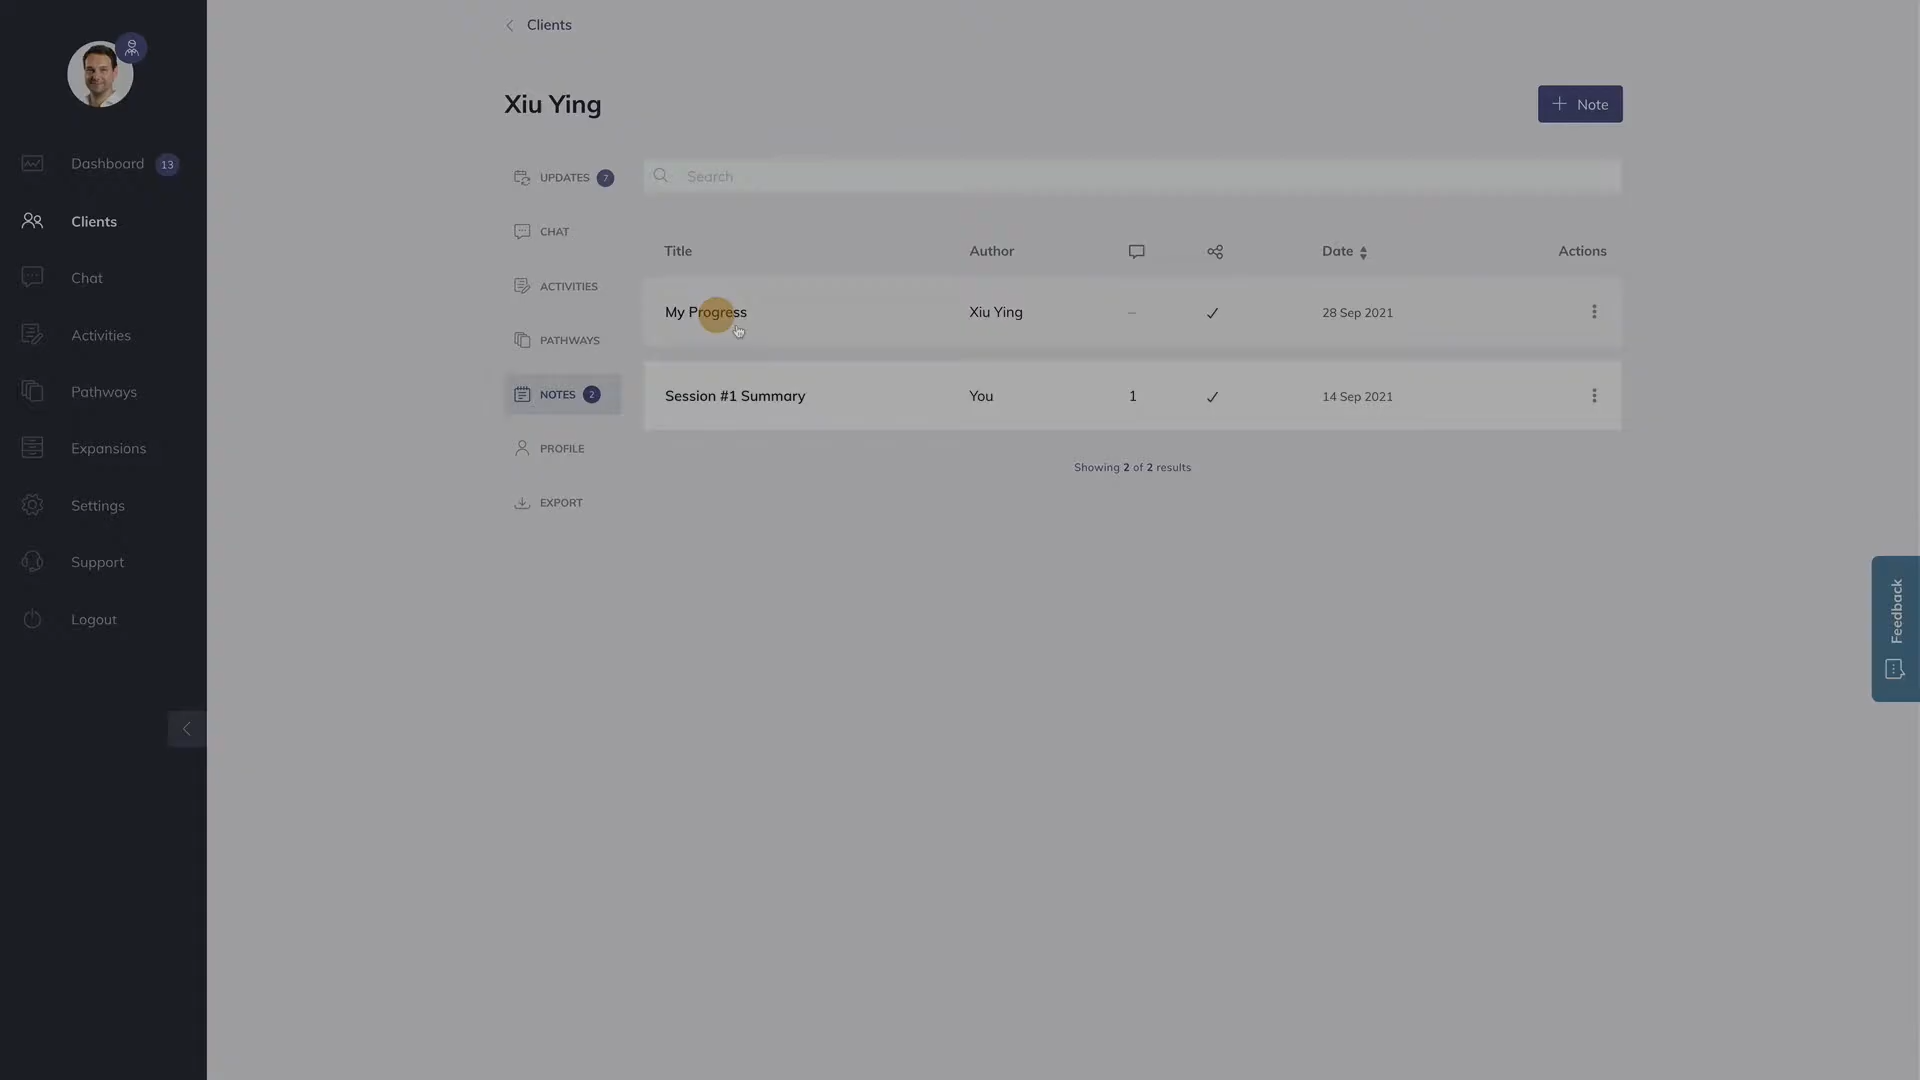 Clients
Xiu Ying
+ Note
Dashboard 13
Clients
Chat
Activities
Pathways
Expansions
Settings
Support
Logout
UPDATES 7
CHAT
ACTIVITIES
PATHWAYS
NOTES 2
PROFILE
EXPORT
Search
Title Author Date Actions
My Progress Xiu Ying – ✓ 28 Sep 2021
Session #1 Summary You 1 ✓ 14 Sep 2021
Showing 2 of 2 results
Feedback